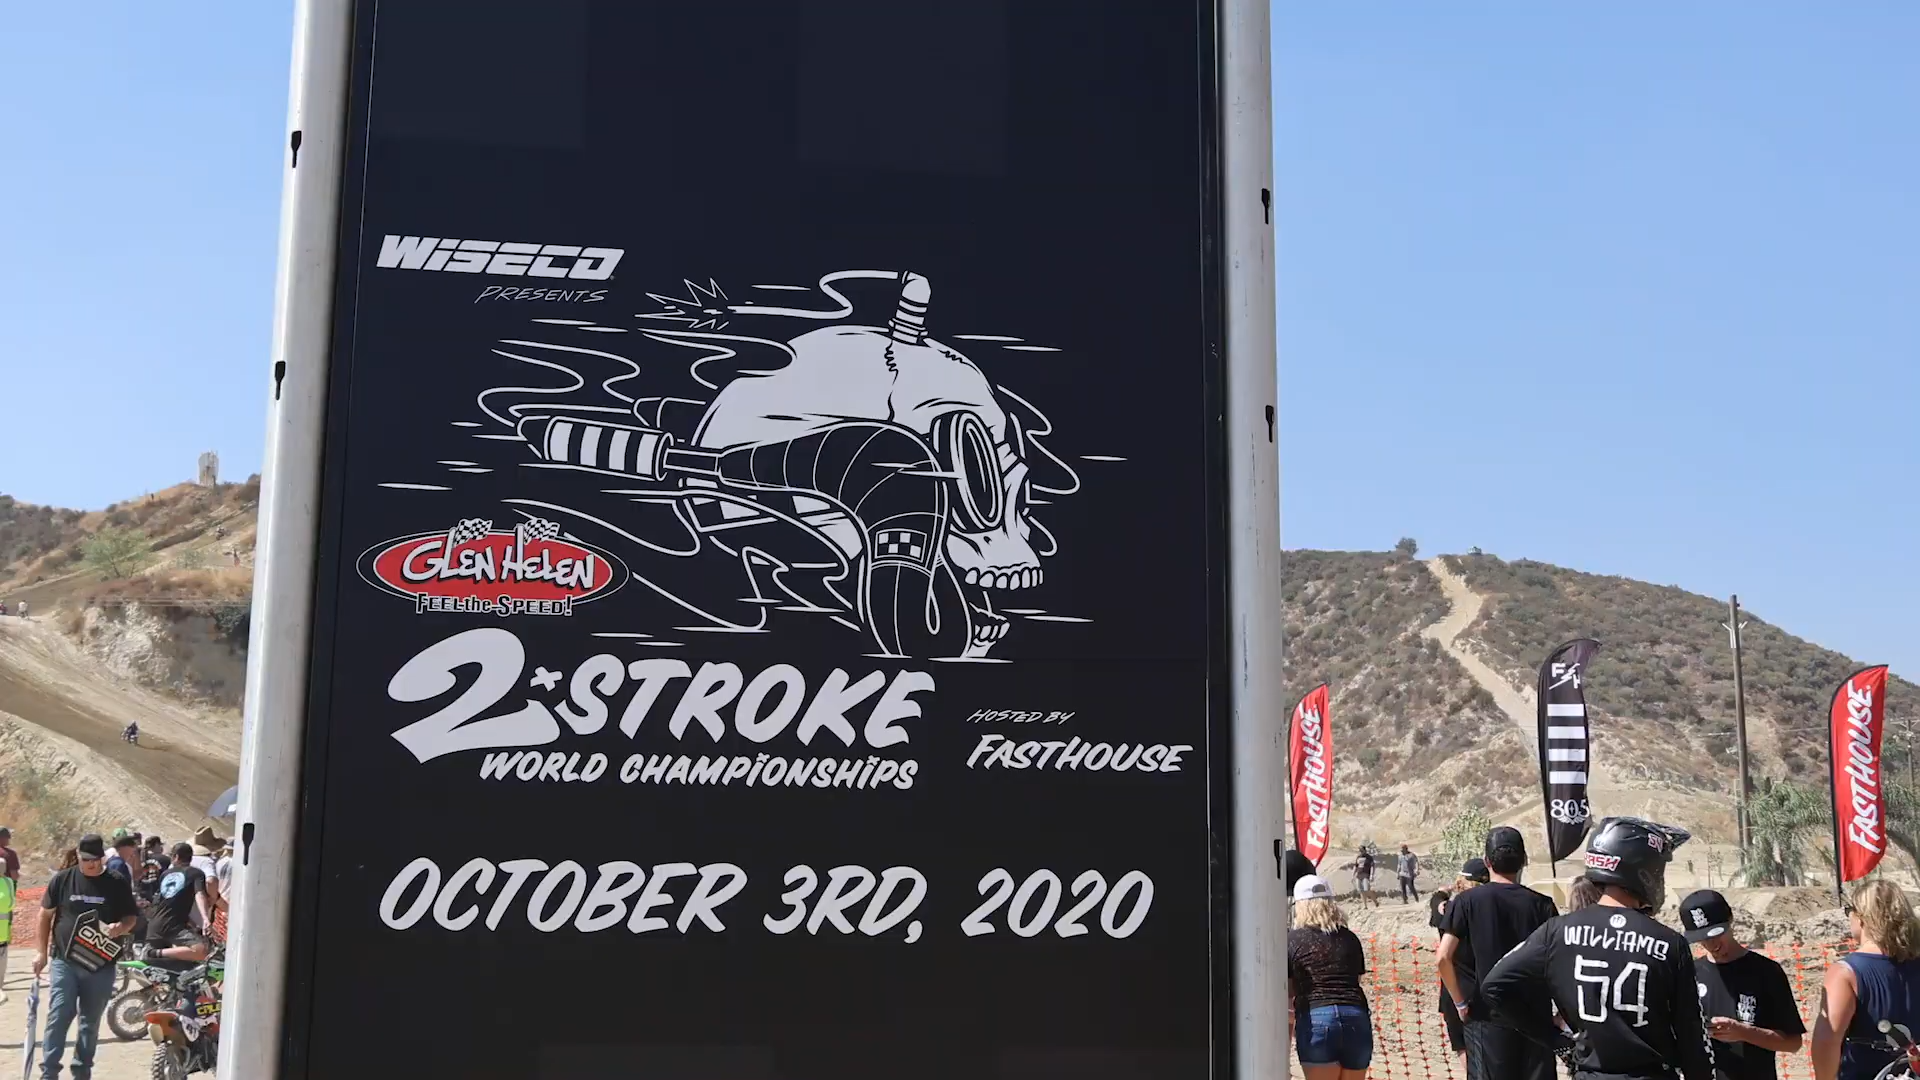 WISECO
PRESENTS
GLEN HELEN
FEEL the SPEED!
2-STROKE
WORLD CHAMPIONSHIPS
HOSTED BY
FASTHOUSE
OCTOBER 3RD, 2020
FASTHOUSE
805
FASTHOUSE
WILLIAMS
54
ONE